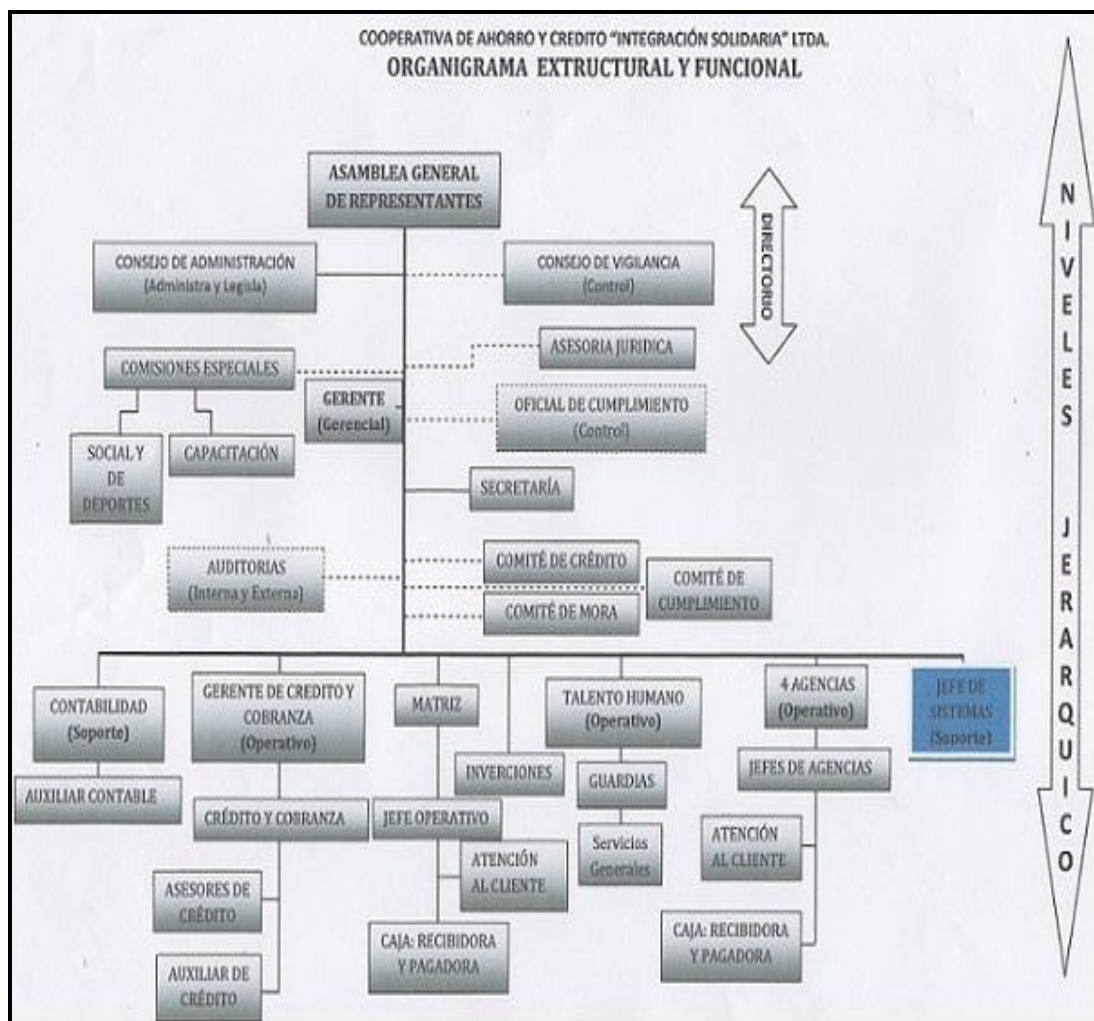 COOPERATIVA DE AHORRO Y CREDITO “INTEGRACIÓN SOLIDARIA” LTDA.
ORGANIGRAMA EXTRUCTURAL Y FUNCIONAL
ASAMBLEA GENERAL
DE REPRESENTANTES
CONSEJO DE ADMINISTRACIÓN
(Administra y Legisla)
CONSEJO DE VIGILANCIA
(Control)
DIRECTORIO
ASESORIA JURIDICA
COMISIONES ESPECIALES
GERENTE
(Gerencial)
OFICIAL DE CUMPLIMIENTO
(Control)
SOCIAL Y
DE
DEPORTES
CAPACITACIÓN
SECRETARÍA
AUDITORIAS
(Interna y Externa)
COMITÉ DE CRÉDITO
COMITÉ DE
CUMPLIMIENTO
COMITÉ DE MORA
CONTABILIDAD
(Soporte)
GERENTE DE CREDITO Y
COBRANZA
(Operativo)
MATRIZ
TALENTO HUMANO
(Operativo)
4 AGENCIAS
(Operativo)
JEFE DE
SISTEMAS
(Soporte)
AUXILIAR CONTABLE
CRÉDITO Y COBRANZA
JEFE OPERATIVO
INVERCIONES
GUARDIAS
JEFES DE AGENCIAS
Servicios
Generales
ASESORES DE
CRÉDITO
ATENCIÓN
AL CLIENTE
ATENCIÓN
AL CLIENTE
AUXILIAR DE
CRÉDITO
CAJA: RECIBIDORA
Y PAGADORA
CAJA: RECIBIDORA
Y PAGADORA
NIVELES JERARQUICO